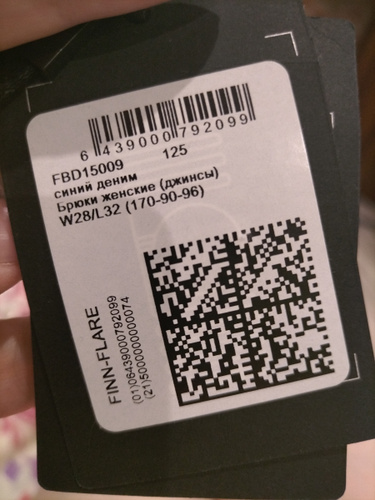 6 439000 792099
FBD15009 125
синий деним
Брюки женские (джинсы)
W28/L32 (170-90-96)
FINN-FLARE
(01)06439000792099
(21)5000000000074